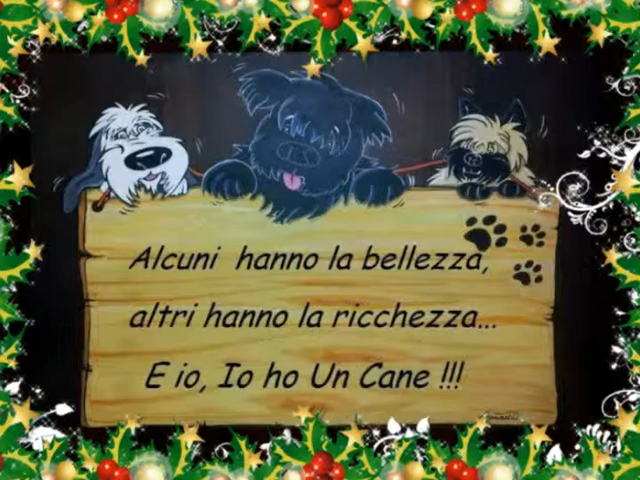 Alcuni hanno la bellezza,
altri hanno la ricchezza...
E io, Io ho Un Cane !!!